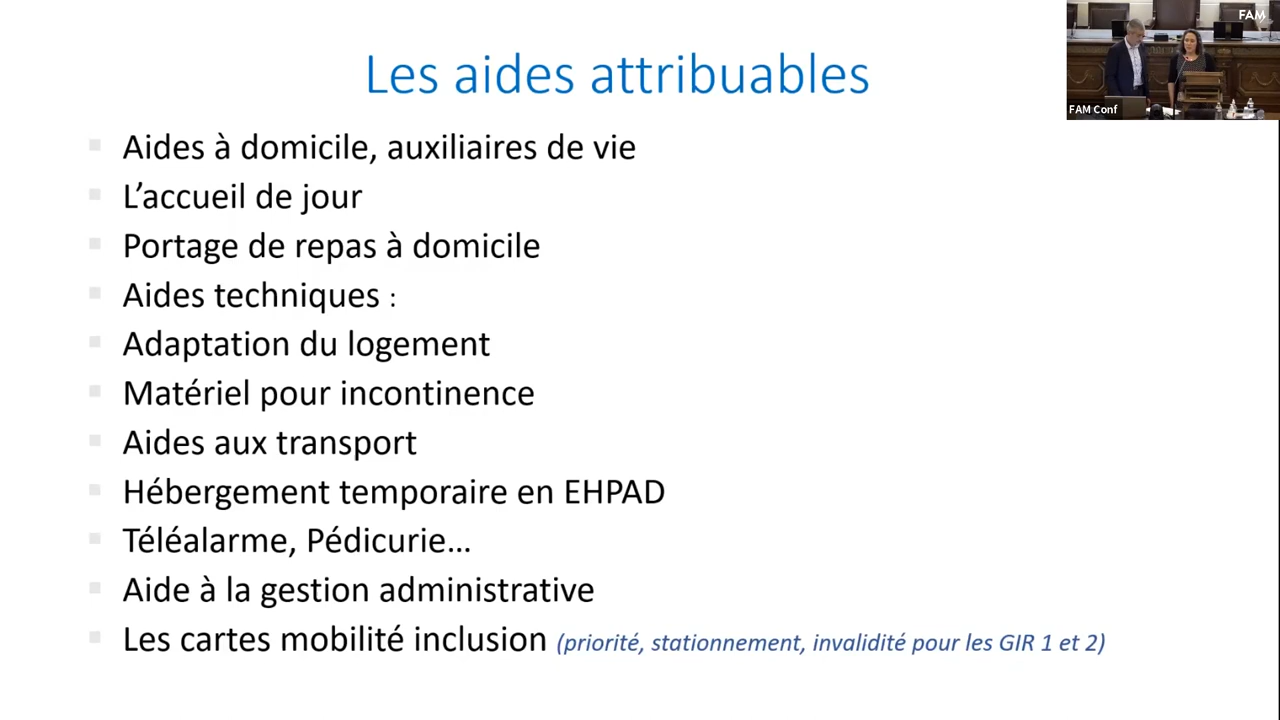 Les aides attribuables
FAM
FAM Conf
Aides à domicile, auxiliaires de vie
L’accueil de jour
Portage de repas à domicile
Aides techniques :
Adaptation du logement
Matériel pour incontinence
Aides aux transport
Hébergement temporaire en EHPAD
Téléalarme, Pédicurie...
Aide à la gestion administrative
Les cartes mobilité inclusion (priorité, stationnement, invalidité pour les GIR 1 et 2)